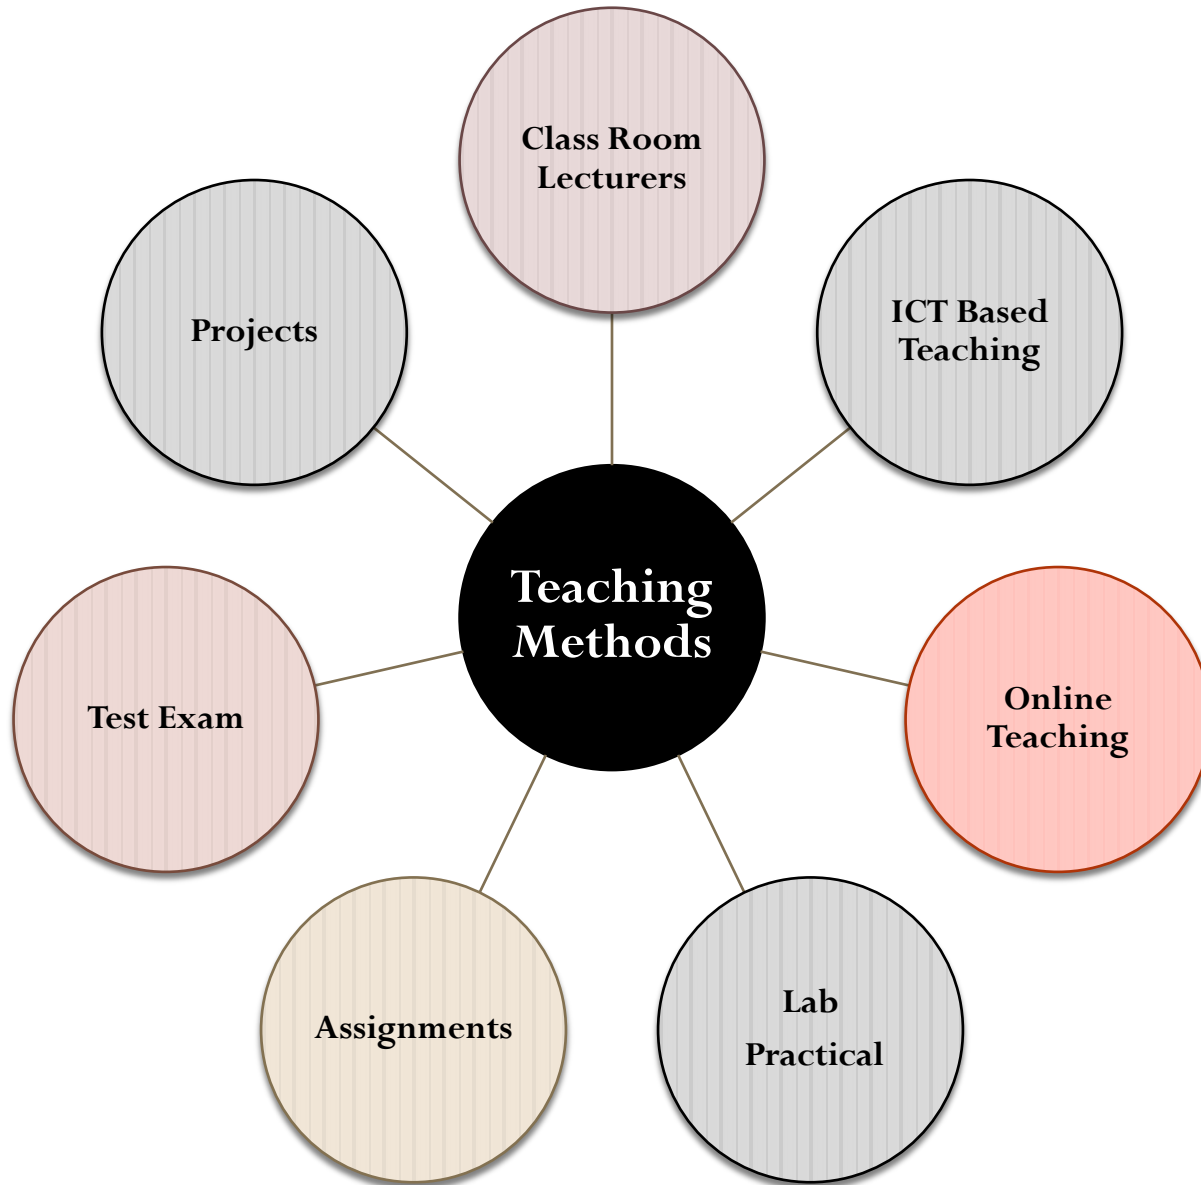 Class Room
Lecturers
ICT Based
Teaching
Projects
Teaching
Methods
Online
Teaching
Test Exam
Lab
Practical
Assignments